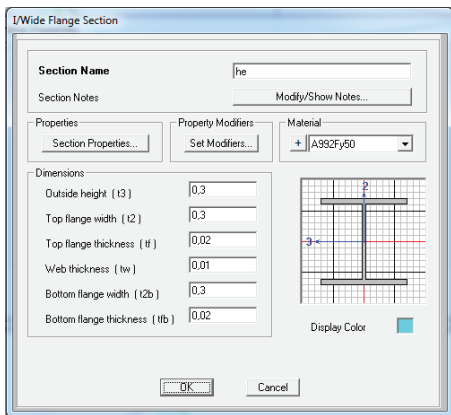 I/Wide Flange Section
Section Name he
Section Notes Modify/Show Notes...
Properties Property Modifiers Material
Section Properties... Set Modifiers... + A992Fy50
Dimensions
Outside height ( t3 ) 0,3
Top flange width ( t2 ) 0,3
Top flange thickness ( tf ) 0,02
Web thickness ( tw ) 0,01
Bottom flange width ( t2b ) 0,3
Bottom flange thickness ( tfb ) 0,02
2
3
Display Color
OK Cancel